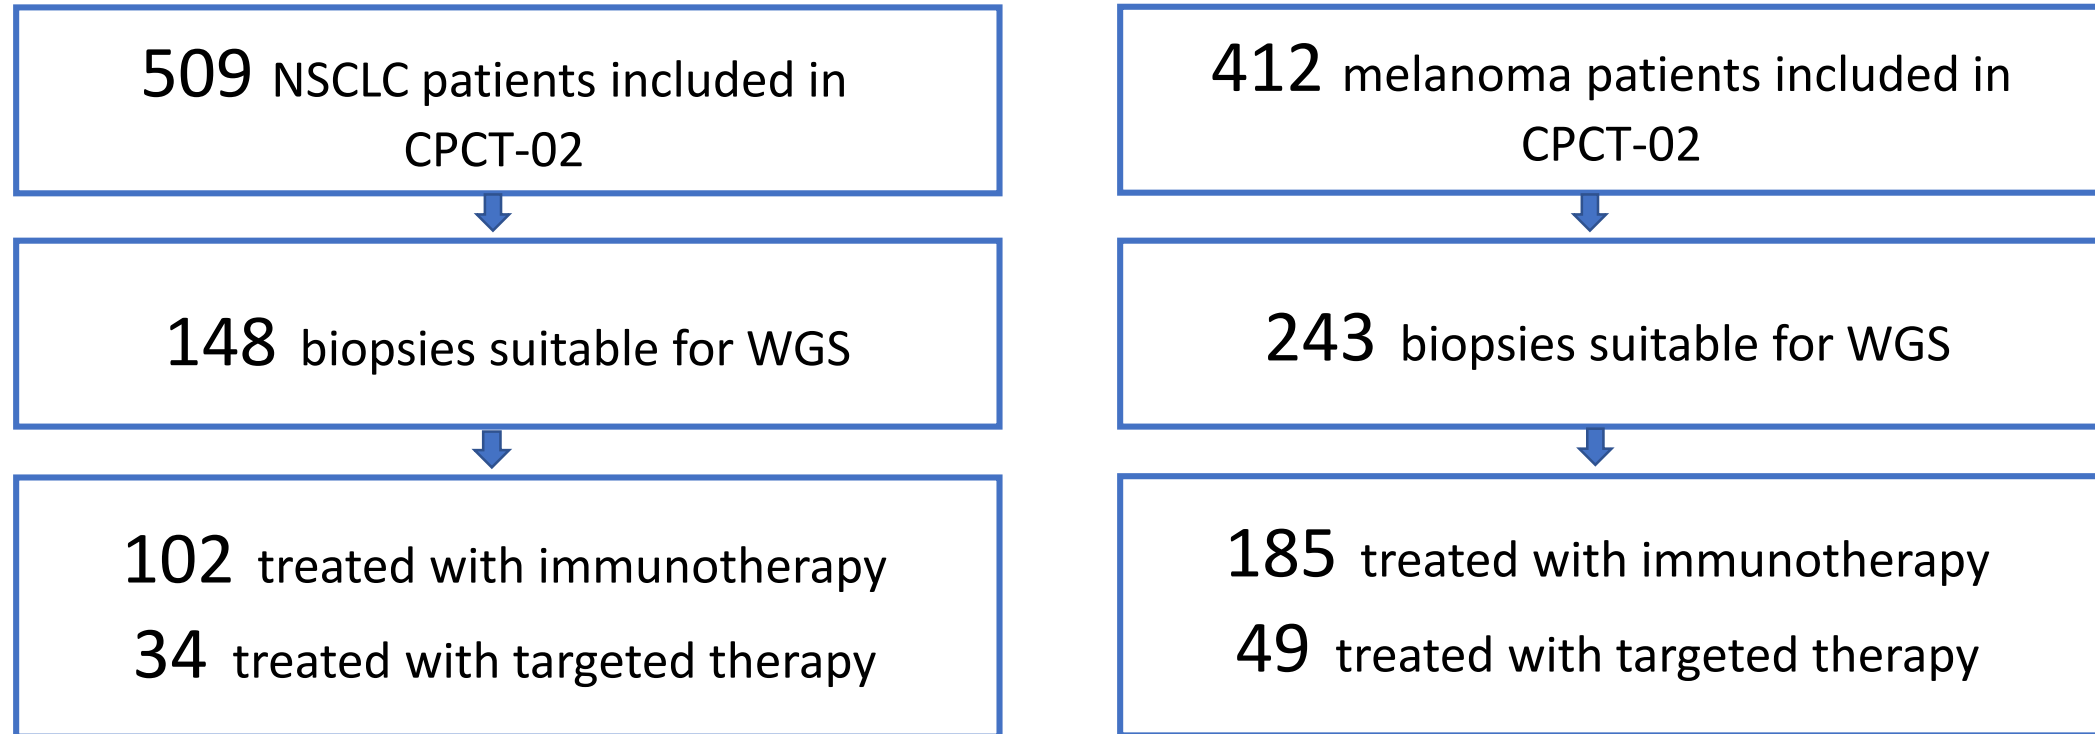 509 NSCLC patients included in
CPCT-02
148 biopsies suitable for WGS
102 treated with immunotherapy
34 treated with targeted therapy
412 melanoma patients included in
CPCT-02
243 biopsies suitable for WGS
185 treated with immunotherapy
49 treated with targeted therapy